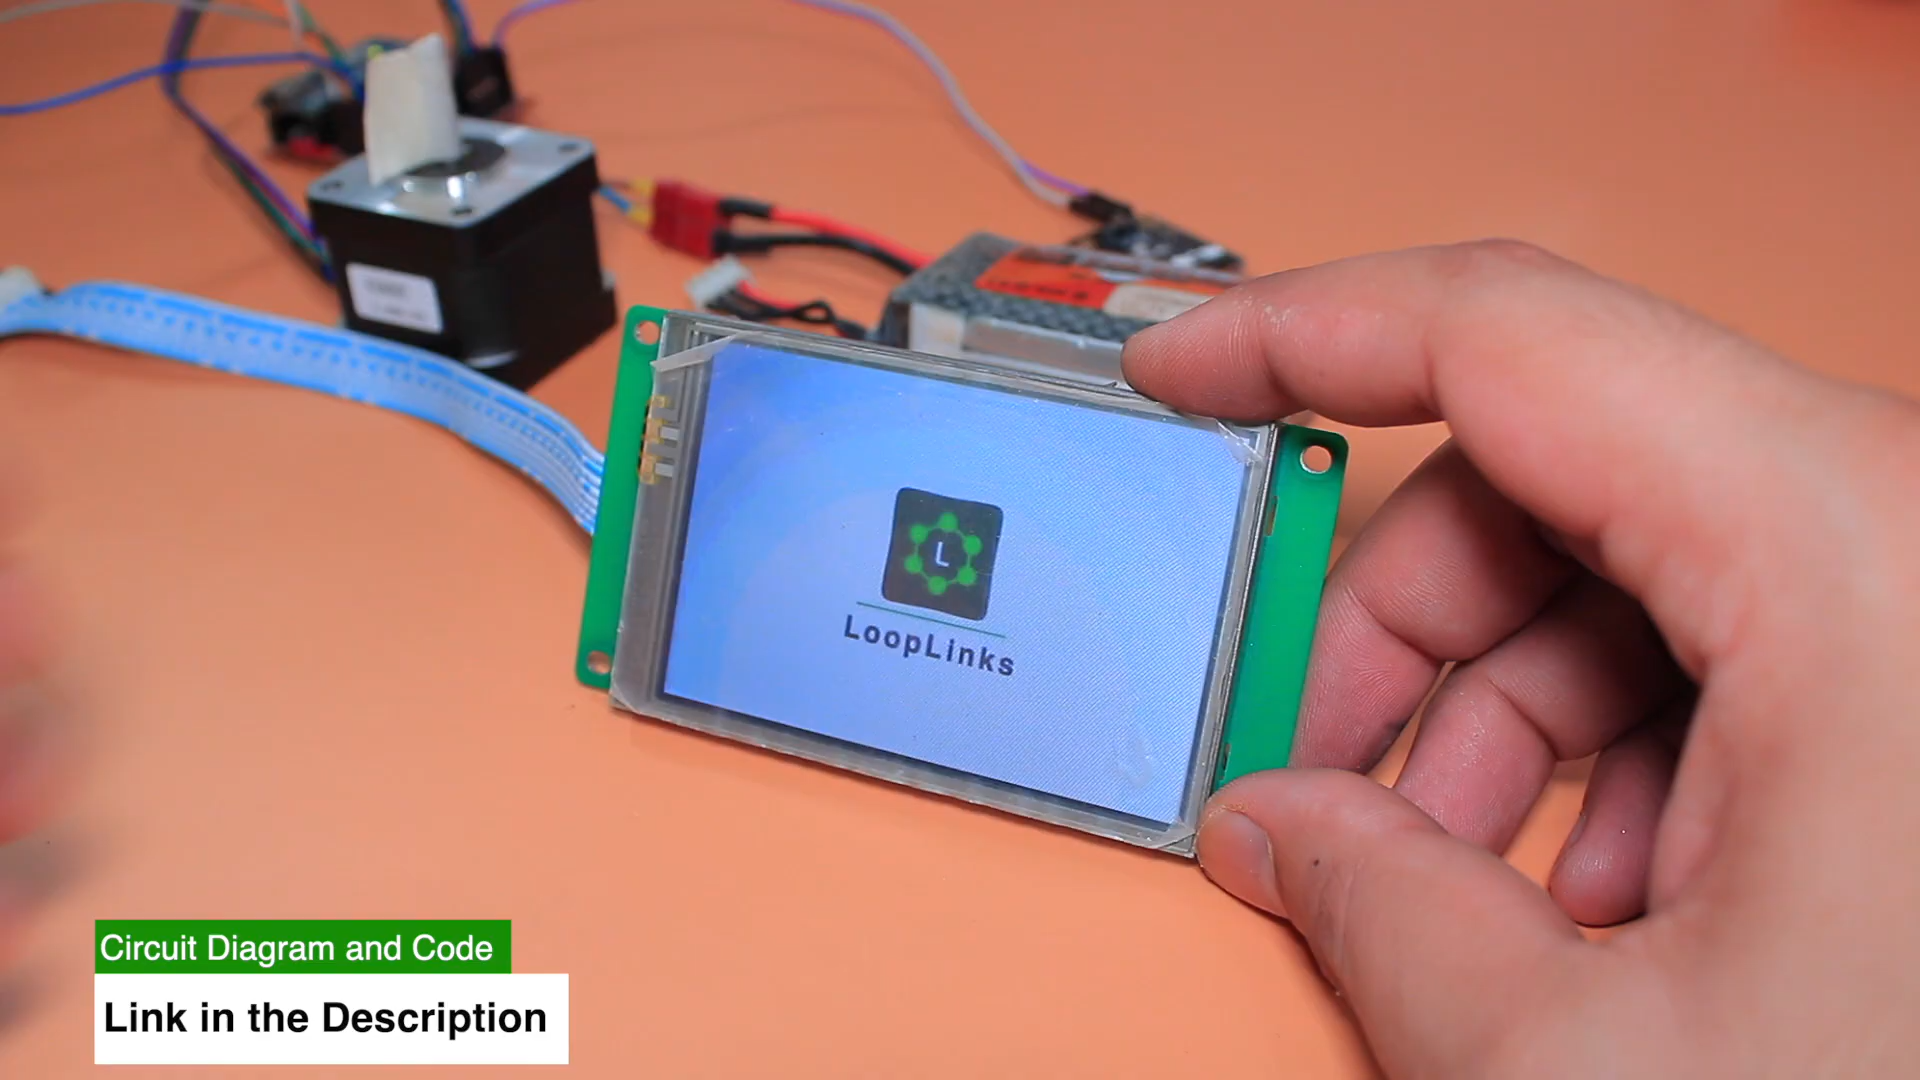 L
LoopLinks
Circuit Diagram and Code
Link in the Description